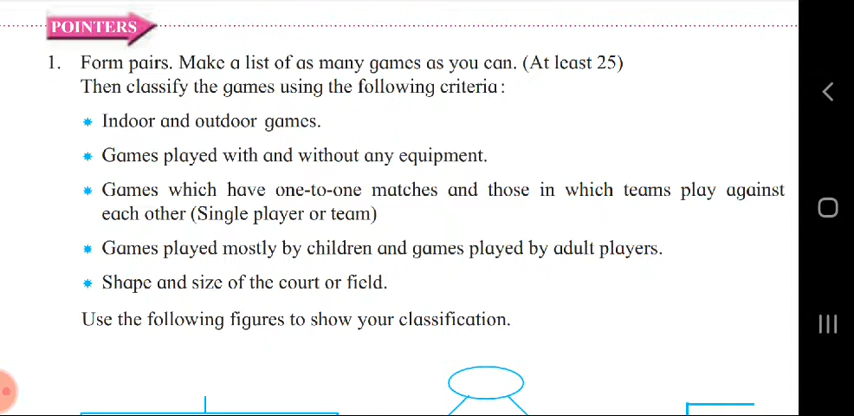 POINTERS
1. Form pairs. Make a list of as many games as you can. (At least 25)
Then classify the games using the following criteria :
* Indoor and outdoor games.
* Games played with and without any equipment.
* Games which have one-to-one matches and those in which teams play against
each other (Single player or team)
* Games played mostly by children and games played by adult players.
* Shape and size of the court or field.
Use the following figures to show your classification.